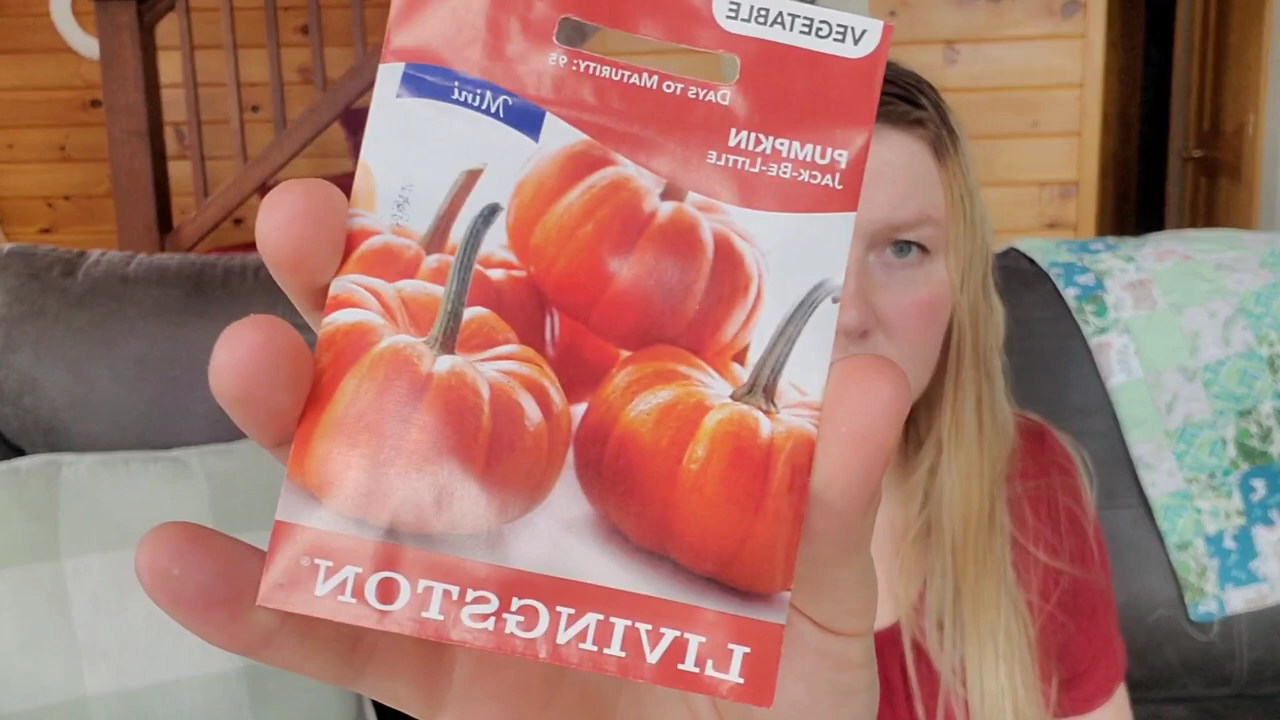 VEGETABLE
DAYS TO MATURITY: 95
Mini
PUMPKIN
JACK-BE-LITTLE
LIVINGSTON®